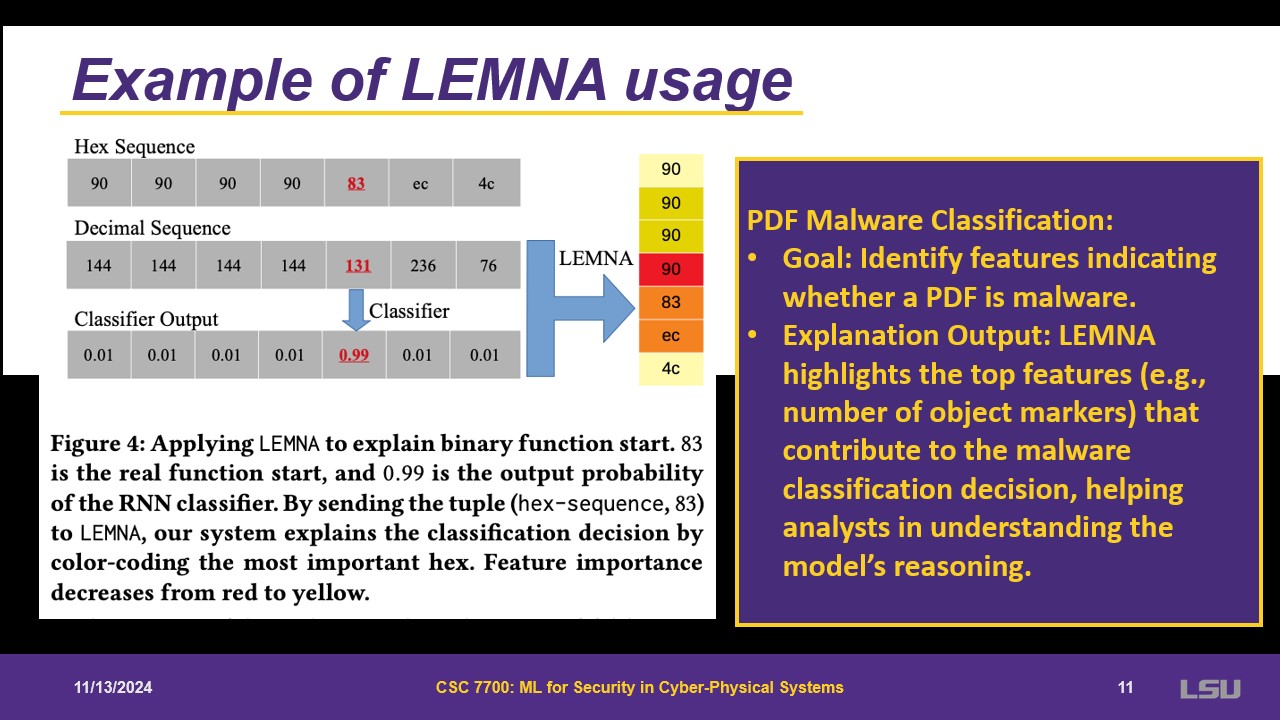 Example of LEMNA usage
Hex Sequence
90 90 90 90 83 ec 4c
Decimal Sequence
144 144 144 144 131 236 76
Classifier
Classifier Output
0.01 0.01 0.01 0.01 0.99 0.01 0.01
LEMNA
90
90
90
90
83
ec
4c
Figure 4: Applying LEMNA to explain binary function start. 83
is the real function start, and 0.99 is the output probability
of the RNN classifier. By sending the tuple (hex-sequence, 83)
to LEMNA, our system explains the classification decision by
color-coding the most important hex. Feature importance
decreases from red to yellow.
PDF Malware Classification:
• Goal: Identify features indicating
whether a PDF is malware.
• Explanation Output: LEMNA
highlights the top features (e.g.,
number of object markers) that
contribute to the malware
classification decision, helping
analysts in understanding the
model’s reasoning.
11/13/2024
CSC 7700: ML for Security in Cyber-Physical Systems
11
LSU